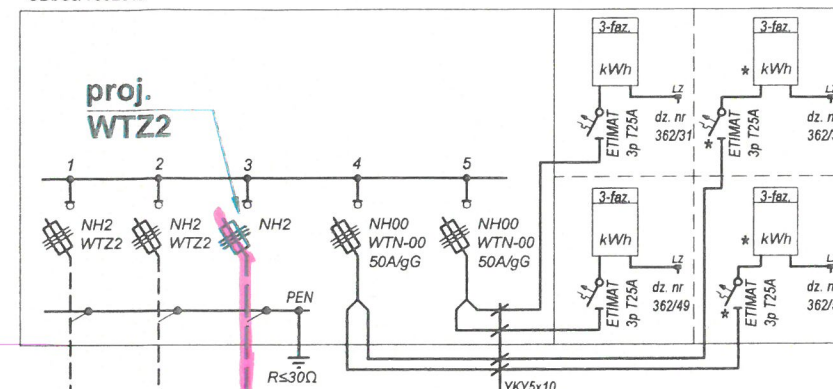 proj.
WTZ2
1
2
3
4
5
NH2
WTZ2
NH2
WTZ2
NH2
NH00
WTN-00
50A/gG
NH00
WTN-00
50A/gG
PEN
R≤30Ω
YKY5x10
3-faz.
kWh
LZ
ETIMAT
3p T25A
dz. nr
362/31
3-faz.
* kWh
LZ
*
ETIMAT
3p T25A
3-faz.
kWh
LZ
ETIMAT
3p T25A
dz. nr
362/49
3-faz.
* kWh
*
ETIMAT
3p T25A